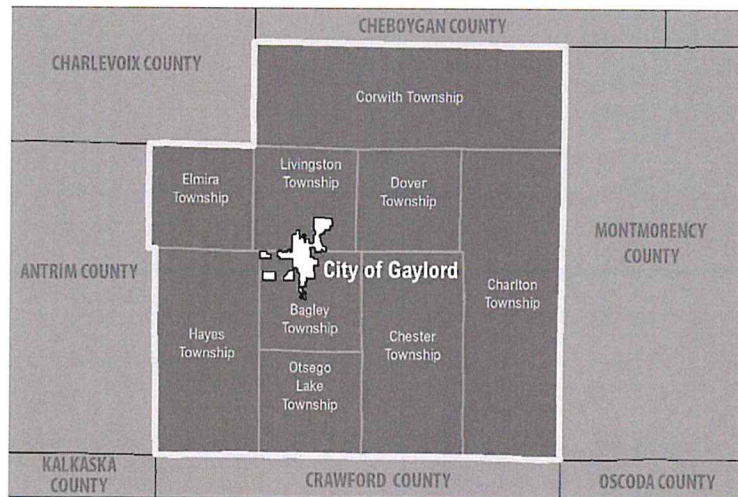 CHEBOYGAN COUNTY
CHARLEVOIX COUNTY
Corwith Township
Elmira
Township
Livingston
Township
Dover
Township
MONTMORENCY
COUNTY
ANTRIM COUNTY
City of Gaylord
Charlton
Township
Hayes
Township
Bagley
Township
Chester
Township
Otsego
Lake
Township
KALKASKA
COUNTY
CRAWFORD COUNTY
OSCODA COUNTY